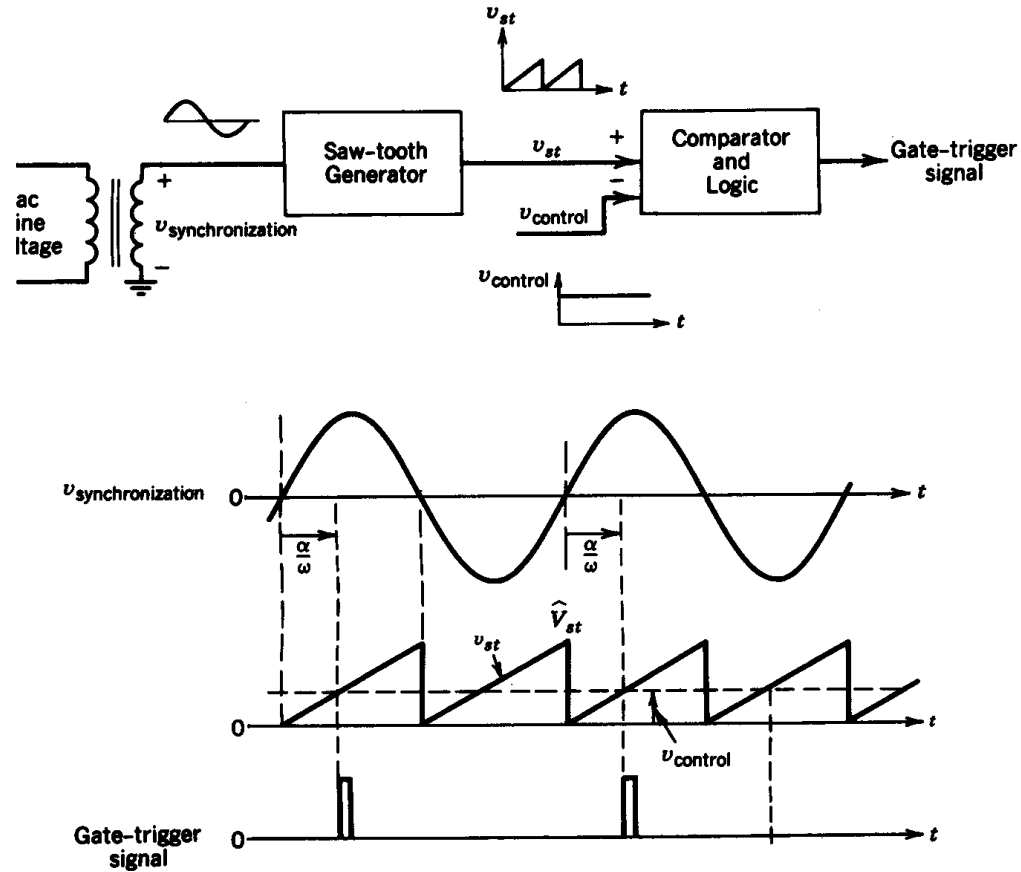 v_st
t
Saw-tooth
Generator
v_st
+
−
Comparator
and
Logic
Gate-trigger
signal
ac
ine
ltage
+
v_synchronization
−
v_control
v_control
t
v_synchronization
0
t
α/ω
α/ω
V̂_st
v_st
0
t
v_control
0
t
Gate-trigger
signal